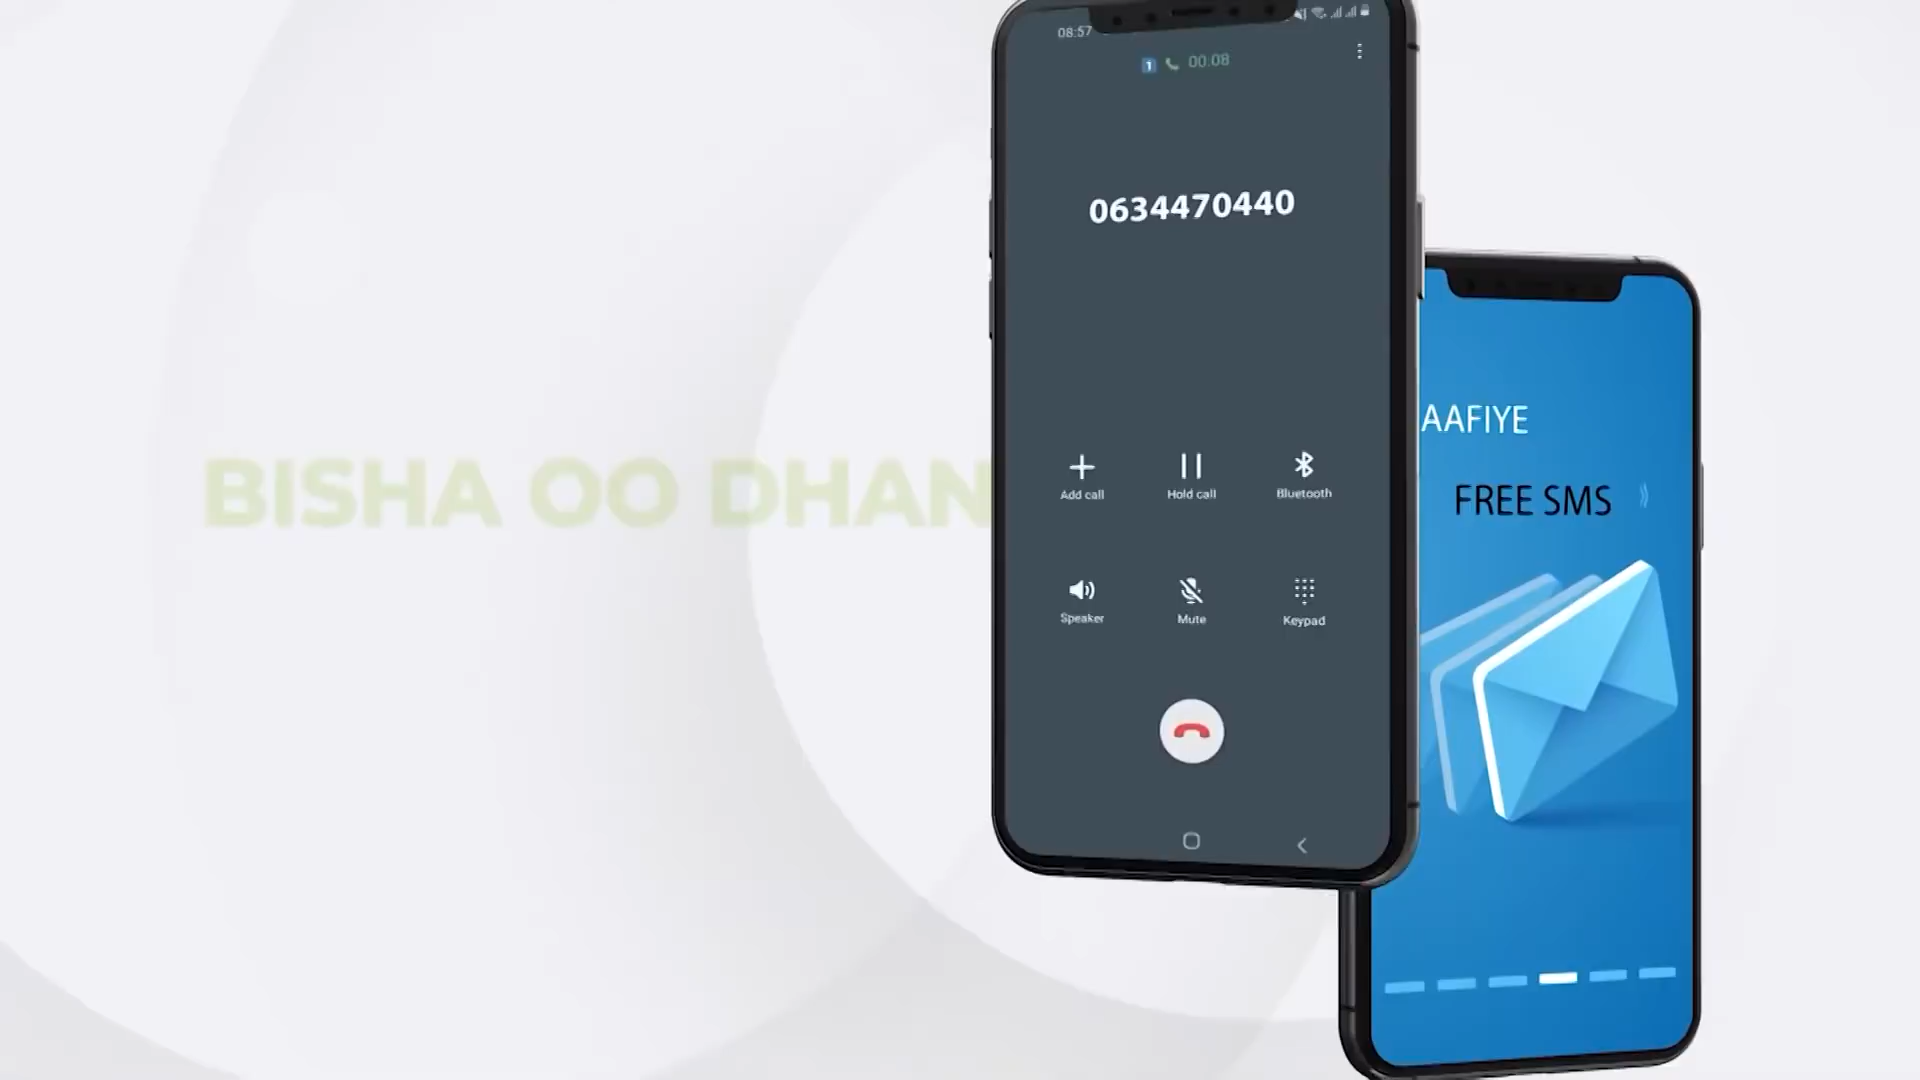 08:57
1 00:08
0634470440
Add call Hold call Bluetooth
Speaker Mute Keypad
AAFIYE
FREE SMS
BISHA OO DHAN